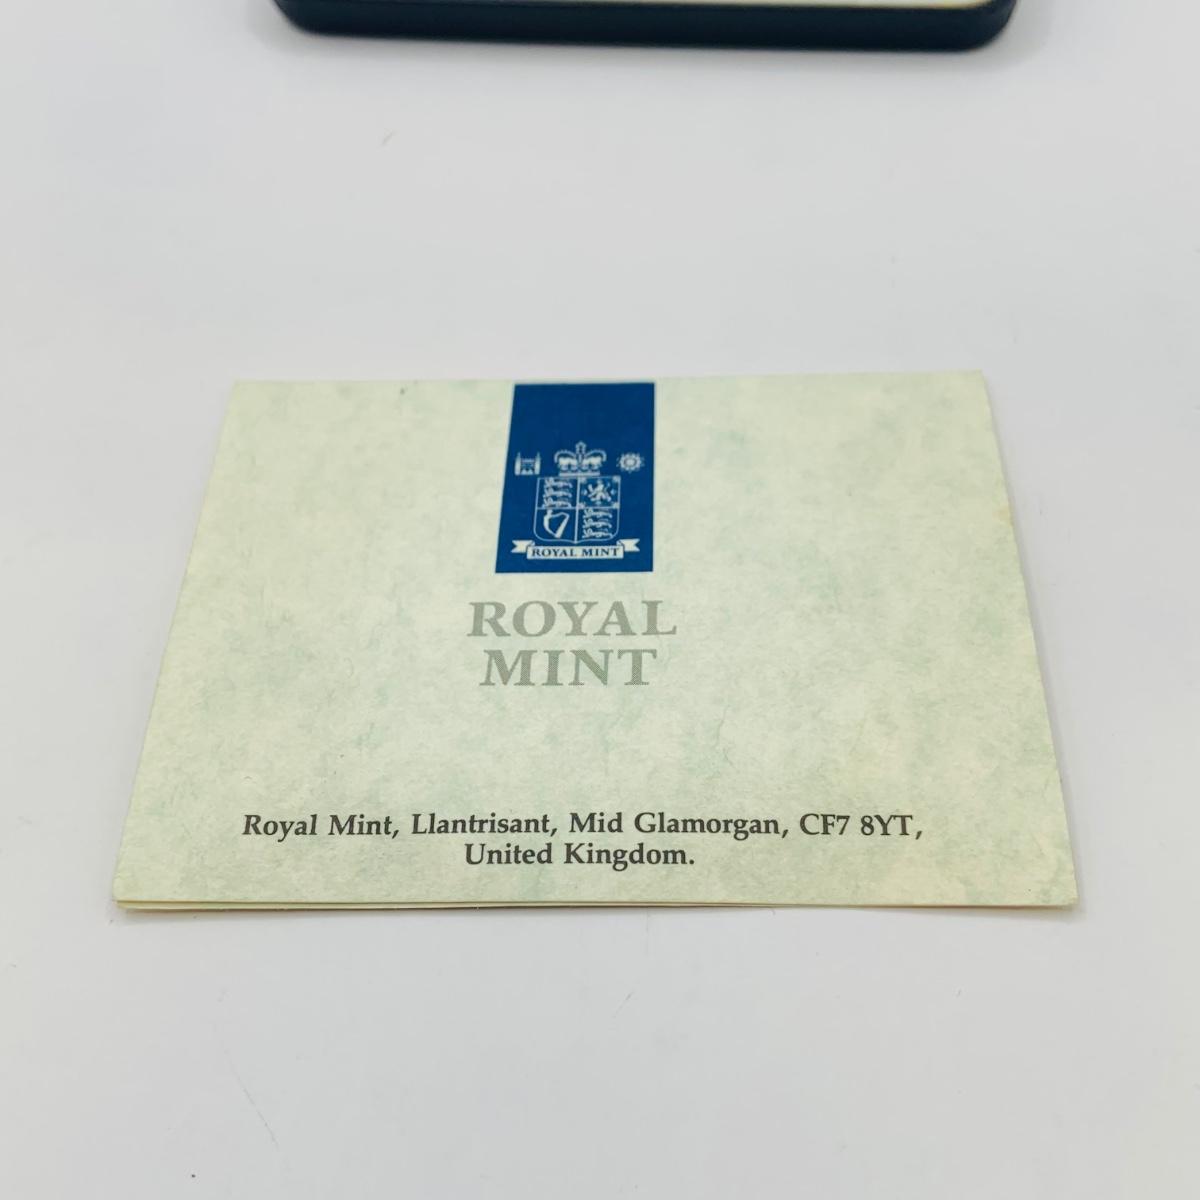 ROYAL MINT
ROYAL
MINT
Royal Mint, Llantrisant, Mid Glamorgan, CF7 8YT,
United Kingdom.